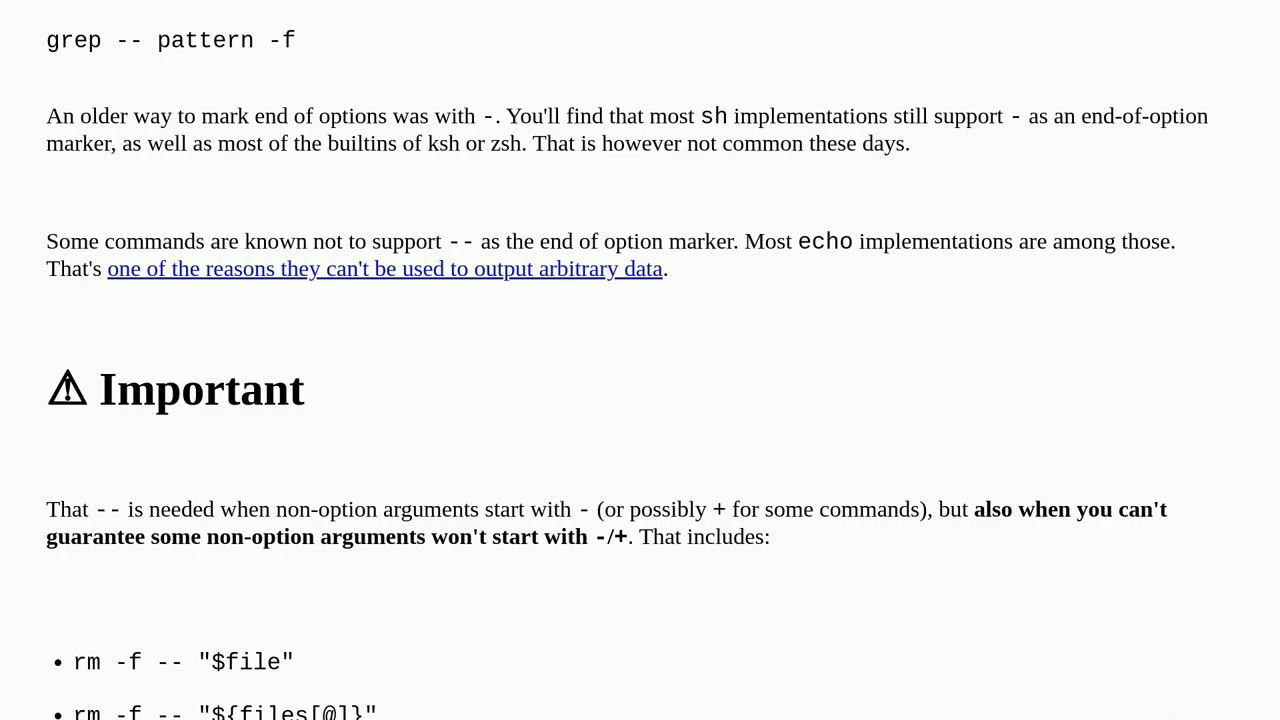 grep -- pattern -f
An older way to mark end of options was with -. You'll find that most sh implementations still support - as an end-of-option
marker, as well as most of the builtins of ksh or zsh. That is however not common these days.
Some commands are known not to support -- as the end of option marker. Most echo implementations are among those.
That's one of the reasons they can't be used to output arbitrary data.
⚠ Important
That -- is needed when non-option arguments start with - (or possibly + for some commands), but also when you can't
guarantee some non-option arguments won't start with -/+. That includes:
• rm -f -- "$file"
• rm -f -- "${files[@]}"